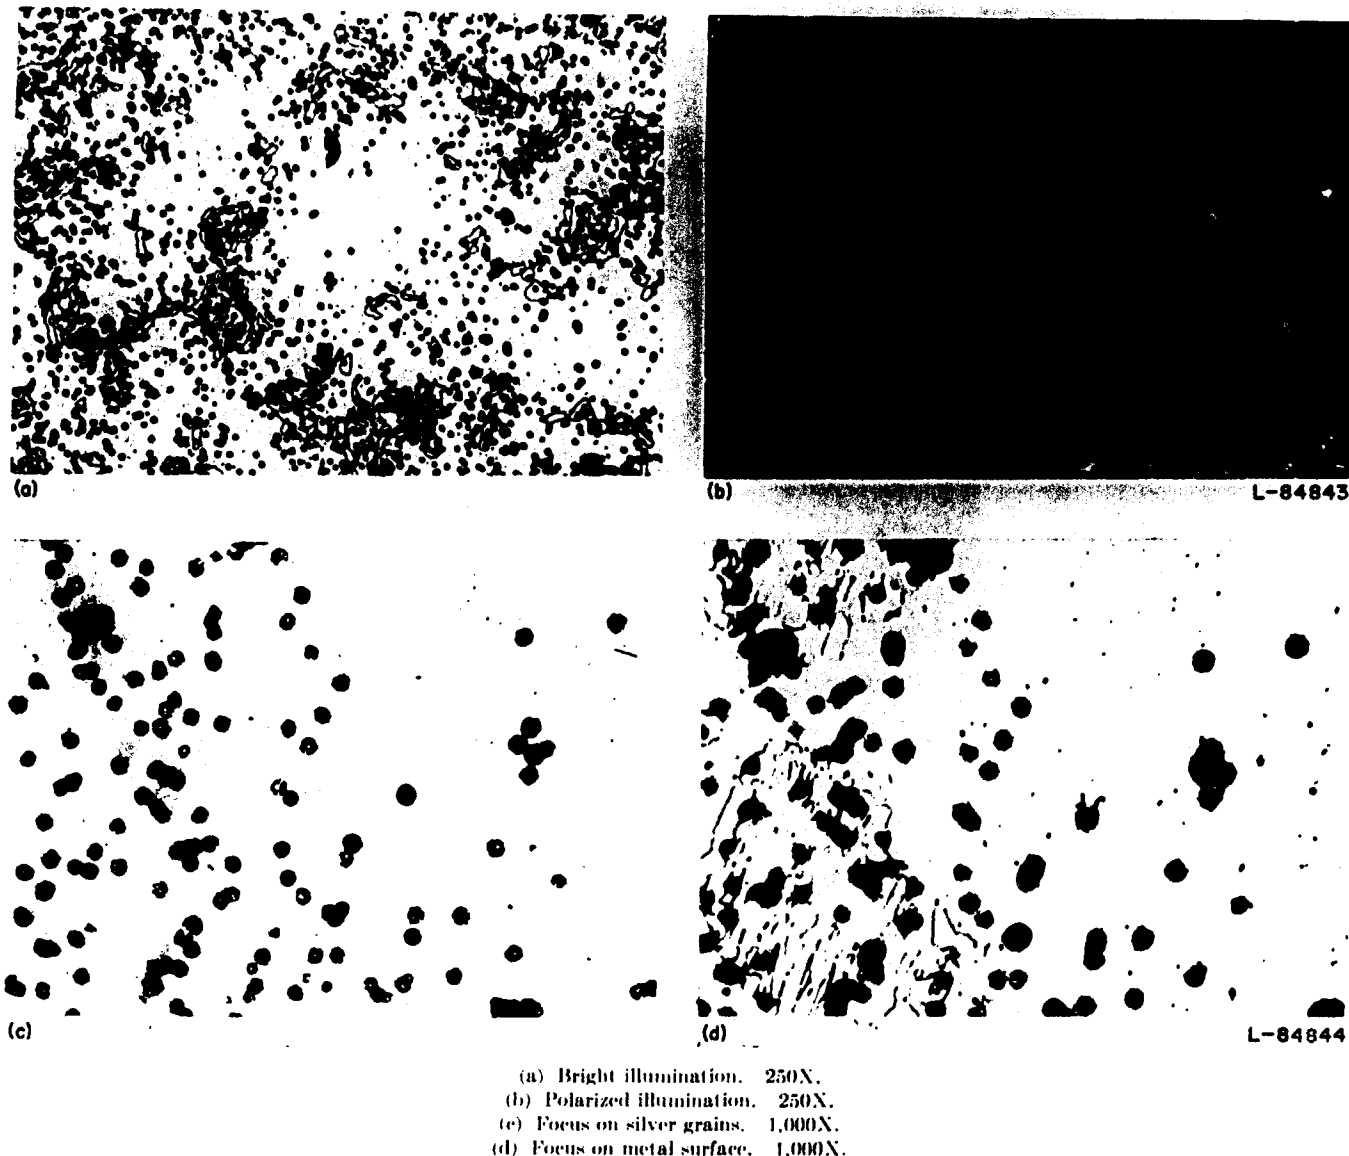 (a)
(b) L-84843
(c)
(d) L-84844
(a) Bright illumination. 250X.
(b) Polarized illumination. 250X.
(c) Focus on silver grains. 1,000X.
(d) Focus on metal surface. 1,000X.